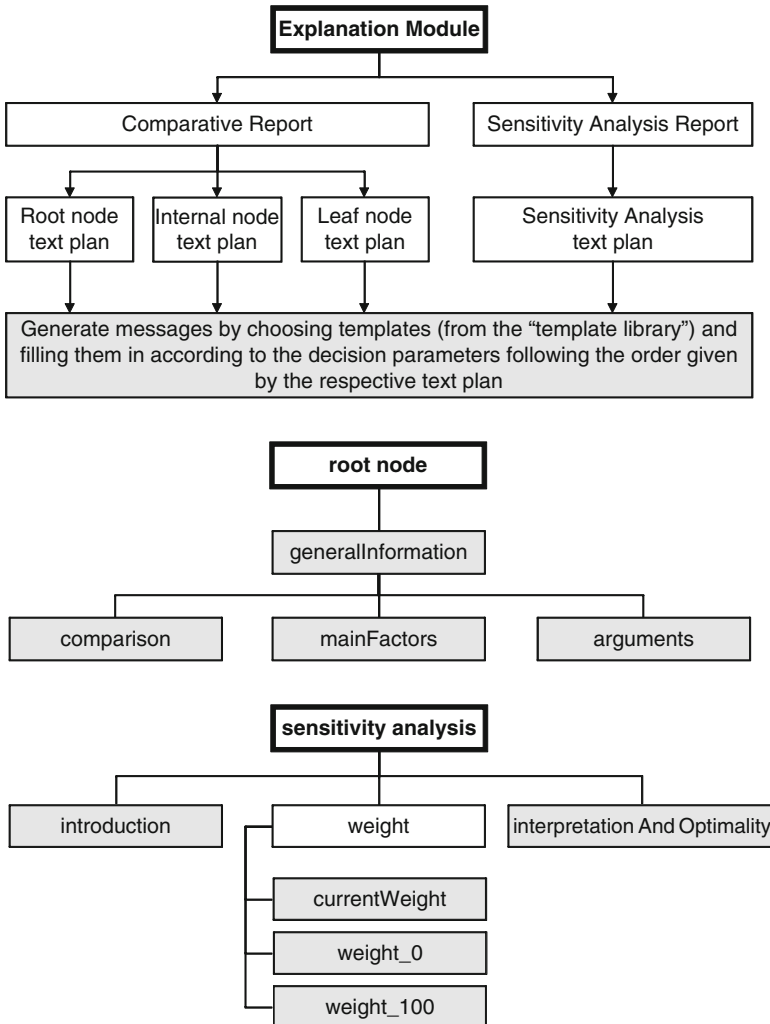 Explanation Module
Comparative Report
Sensitivity Analysis Report
Root node
text plan
Internal node
text plan
Leaf node
text plan
Sensitivity Analysis
text plan
Generate messages by choosing templates (from the “template library”) and
filling them in according to the decision parameters following the order given
by the respective text plan
root node
generalInformation
comparison
mainFactors
arguments
sensitivity analysis
introduction
weight
interpretation And Optimality
currentWeight
weight_0
weight_100